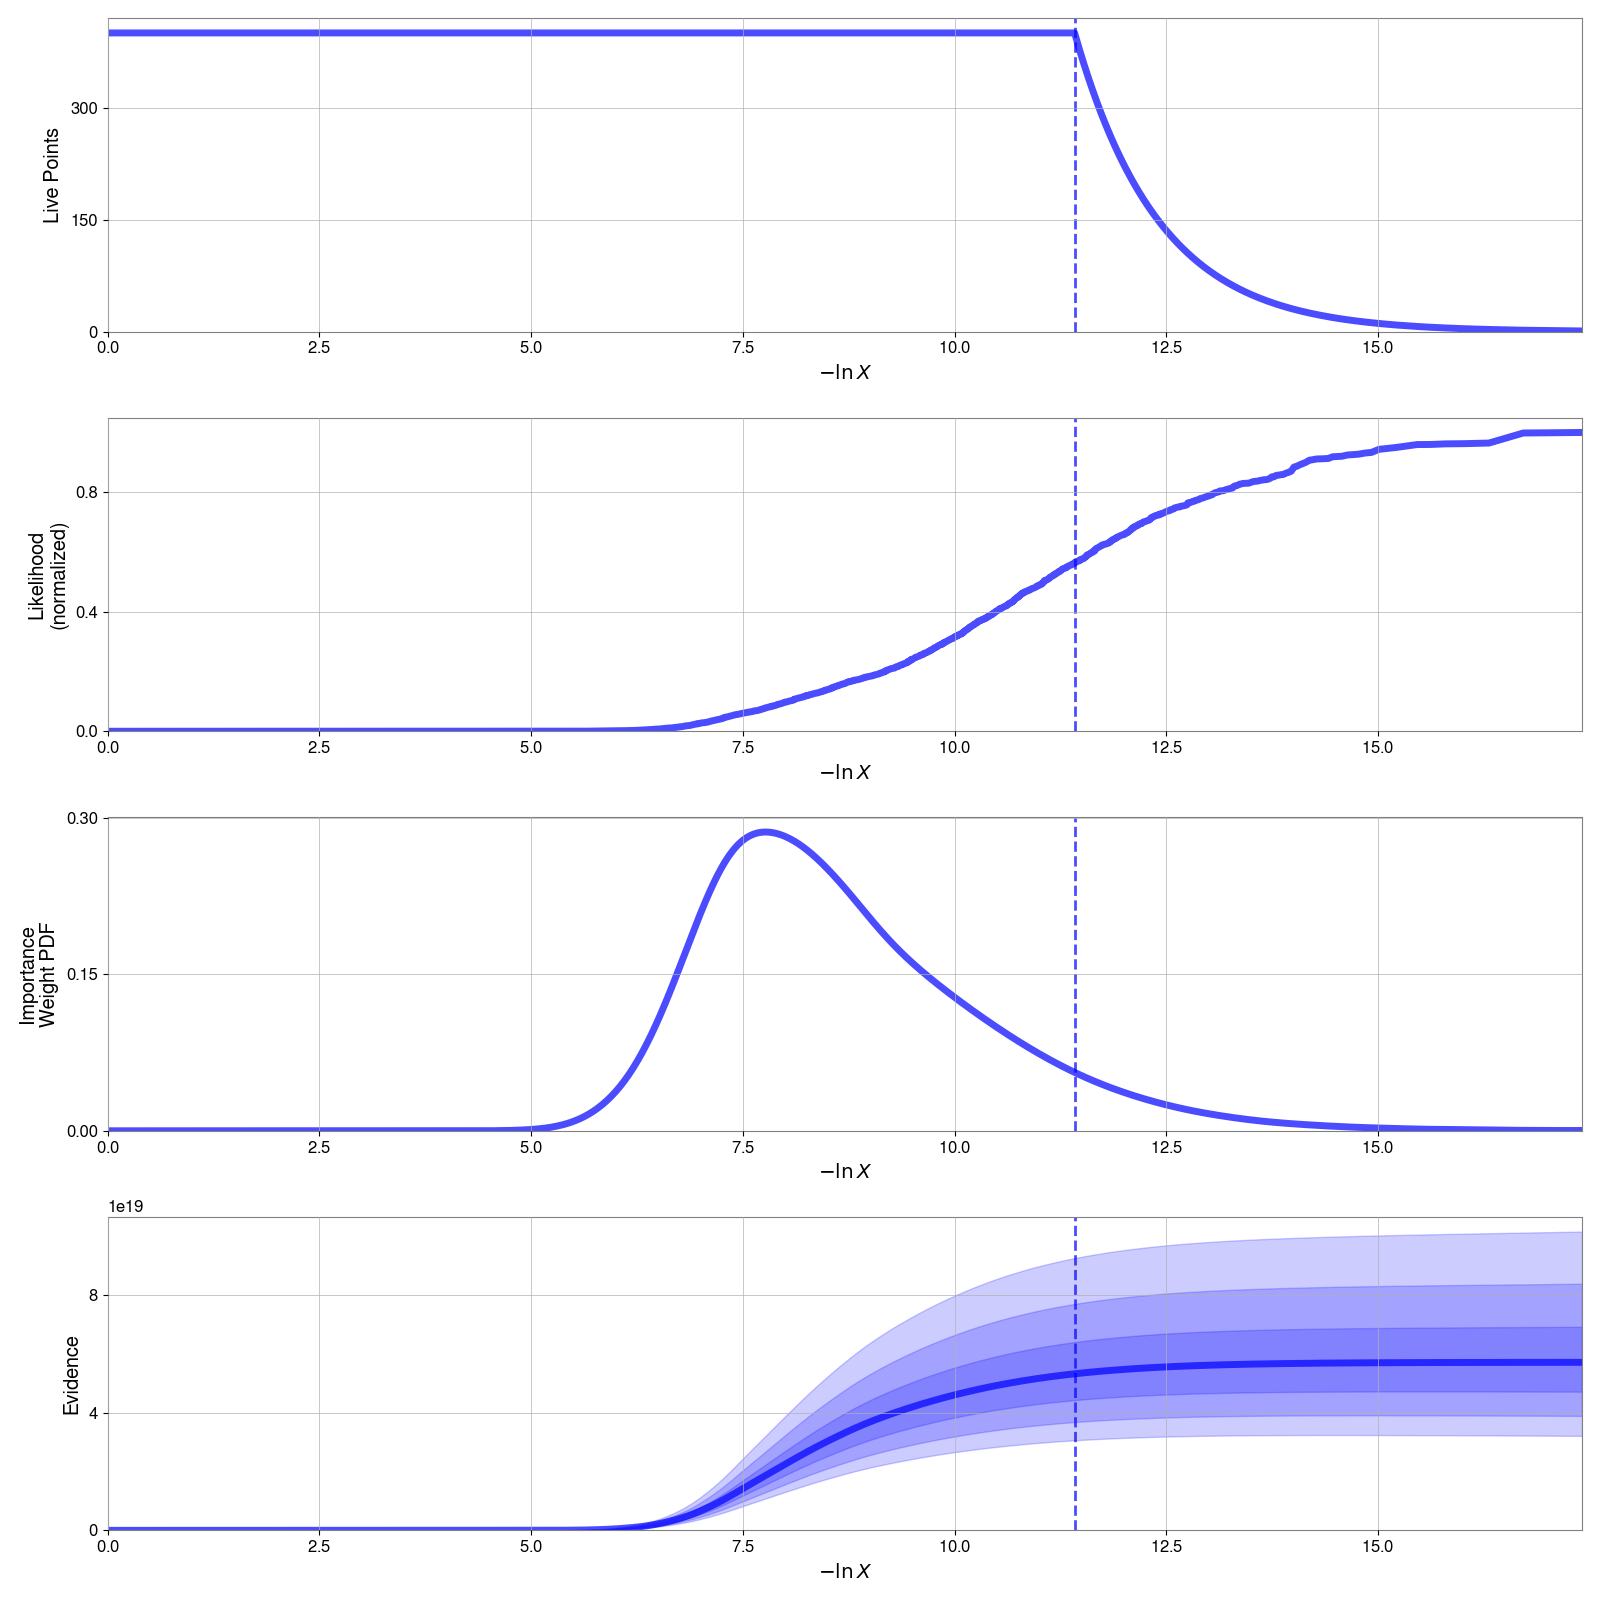 300
150
0
Live Points
0.0 2.5 5.0 7.5 10.0 12.5 15.0
−ln X
0.8
0.4
0.0
Likelihood
(normalized)
0.0 2.5 5.0 7.5 10.0 12.5 15.0
−ln X
0.30
0.15
0.00
Importance
Weight PDF
0.0 2.5 5.0 7.5 10.0 12.5 15.0
−ln X
1e19
8
4
0
Evidence
0.0 2.5 5.0 7.5 10.0 12.5 15.0
−ln X